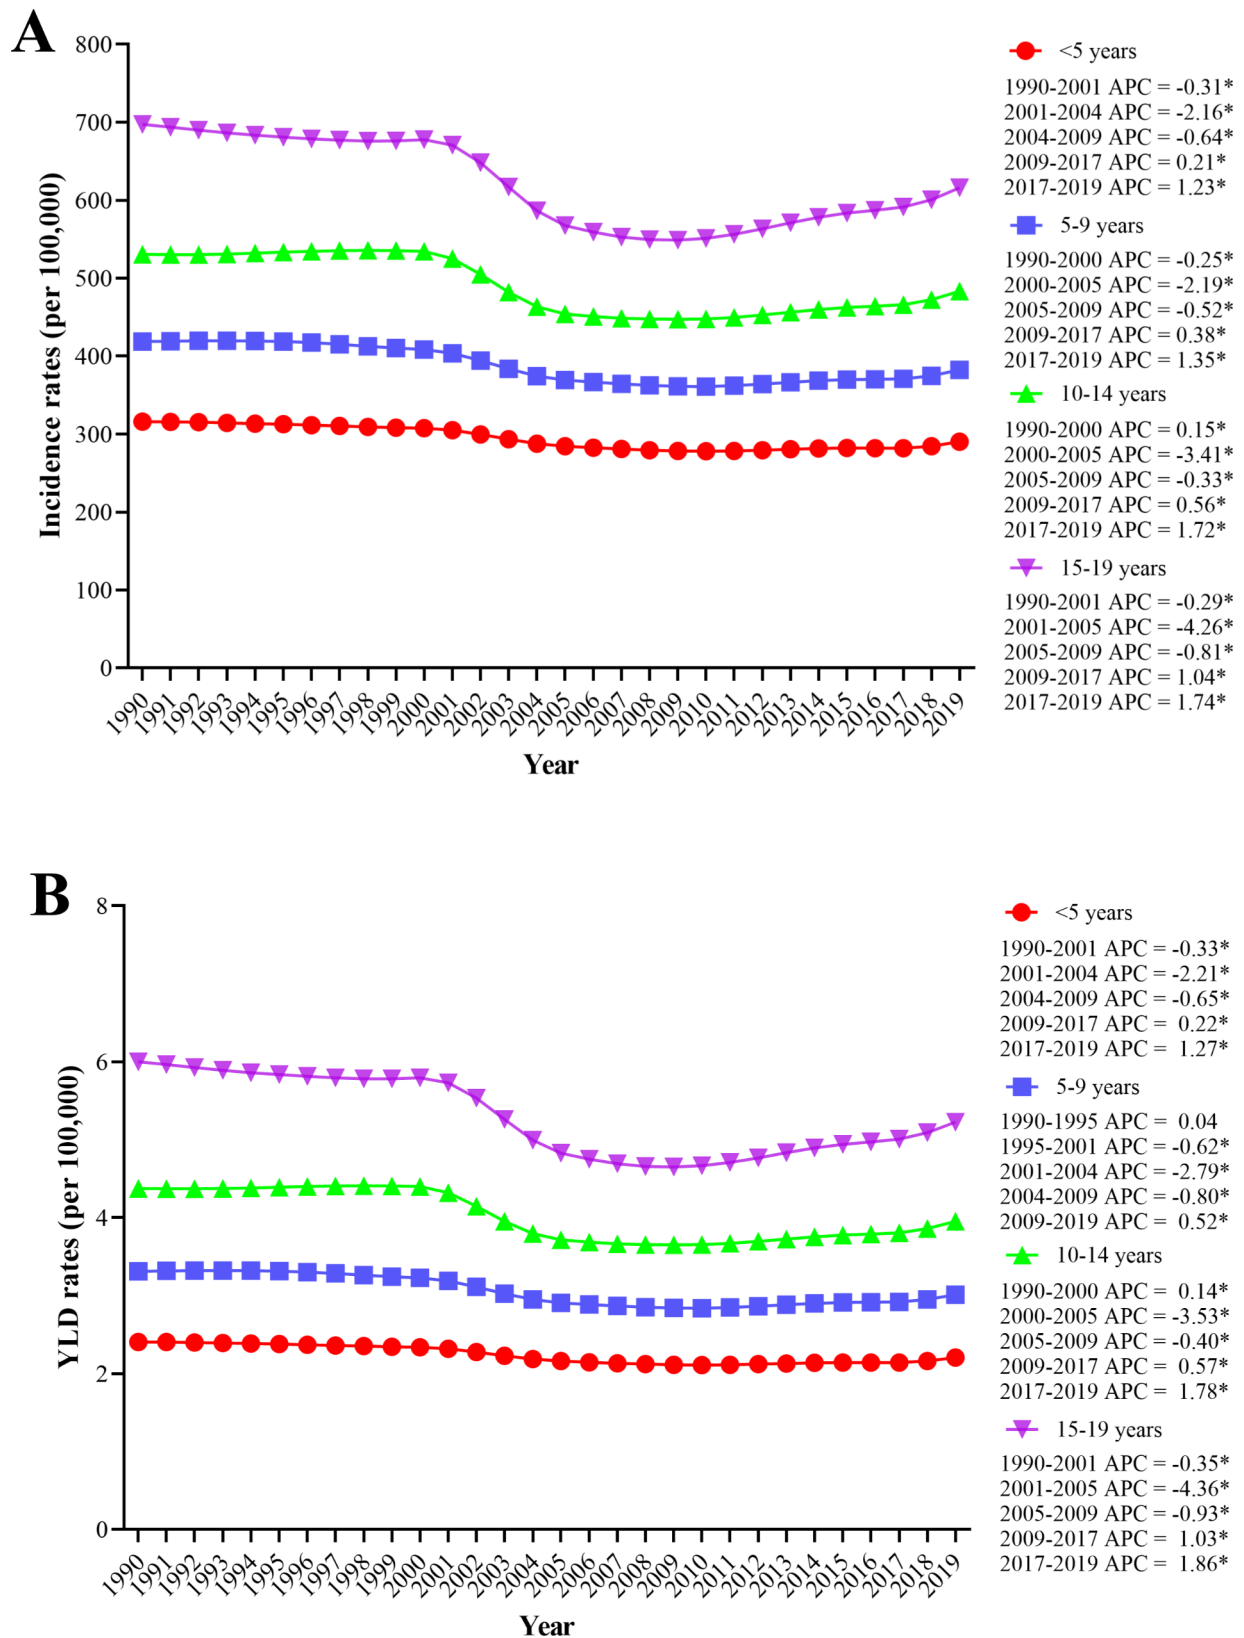 A
800
700
600
500
400
300
200
100
0
Incidence rates (per 100,000)
1990
1991
1992
1993
1994
1995
1996
1997
1998
1999
2000
2001
2002
2003
2004
2005
2006
2007
2008
2009
2010
2011
2012
2013
2014
2015
2016
2017
2018
2019
Year
<5 years
1990-2001 APC = -0.31*
2001-2004 APC = -2.16*
2004-2009 APC = -0.64*
2009-2017 APC = 0.21*
2017-2019 APC = 1.23*
5-9 years
1990-2000 APC = -0.25*
2000-2005 APC = -2.19*
2005-2009 APC = -0.52*
2009-2017 APC = 0.38*
2017-2019 APC = 1.35*
10-14 years
1990-2000 APC = 0.15*
2000-2005 APC = -3.41*
2005-2009 APC = -0.33*
2009-2017 APC = 0.56*
2017-2019 APC = 1.72*
15-19 years
1990-2001 APC = -0.29*
2001-2005 APC = -4.26*
2005-2009 APC = -0.81*
2009-2017 APC = 1.04*
2017-2019 APC = 1.74*
B
8
6
4
2
0
YLD rates (per 100,000)
1990
1991
1992
1993
1994
1995
1996
1997
1998
1999
2000
2001
2002
2003
2004
2005
2006
2007
2008
2009
2010
2011
2012
2013
2014
2015
2016
2017
2018
2019
Year
<5 years
1990-2001 APC = -0.33*
2001-2004 APC = -2.21*
2004-2009 APC = -0.65*
2009-2017 APC = 0.22*
2017-2019 APC = 1.27*
5-9 years
1990-1995 APC = 0.04
1995-2001 APC = -0.62*
2001-2004 APC = -2.79*
2004-2009 APC = -0.80*
2009-2019 APC = 0.52*
10-14 years
1990-2000 APC = 0.14*
2000-2005 APC = -3.53*
2005-2009 APC = -0.40*
2009-2017 APC = 0.57*
2017-2019 APC = 1.78*
15-19 years
1990-2001 APC = -0.35*
2001-2005 APC = -4.36*
2005-2009 APC = -0.93*
2009-2017 APC = 1.03*
2017-2019 APC = 1.86*